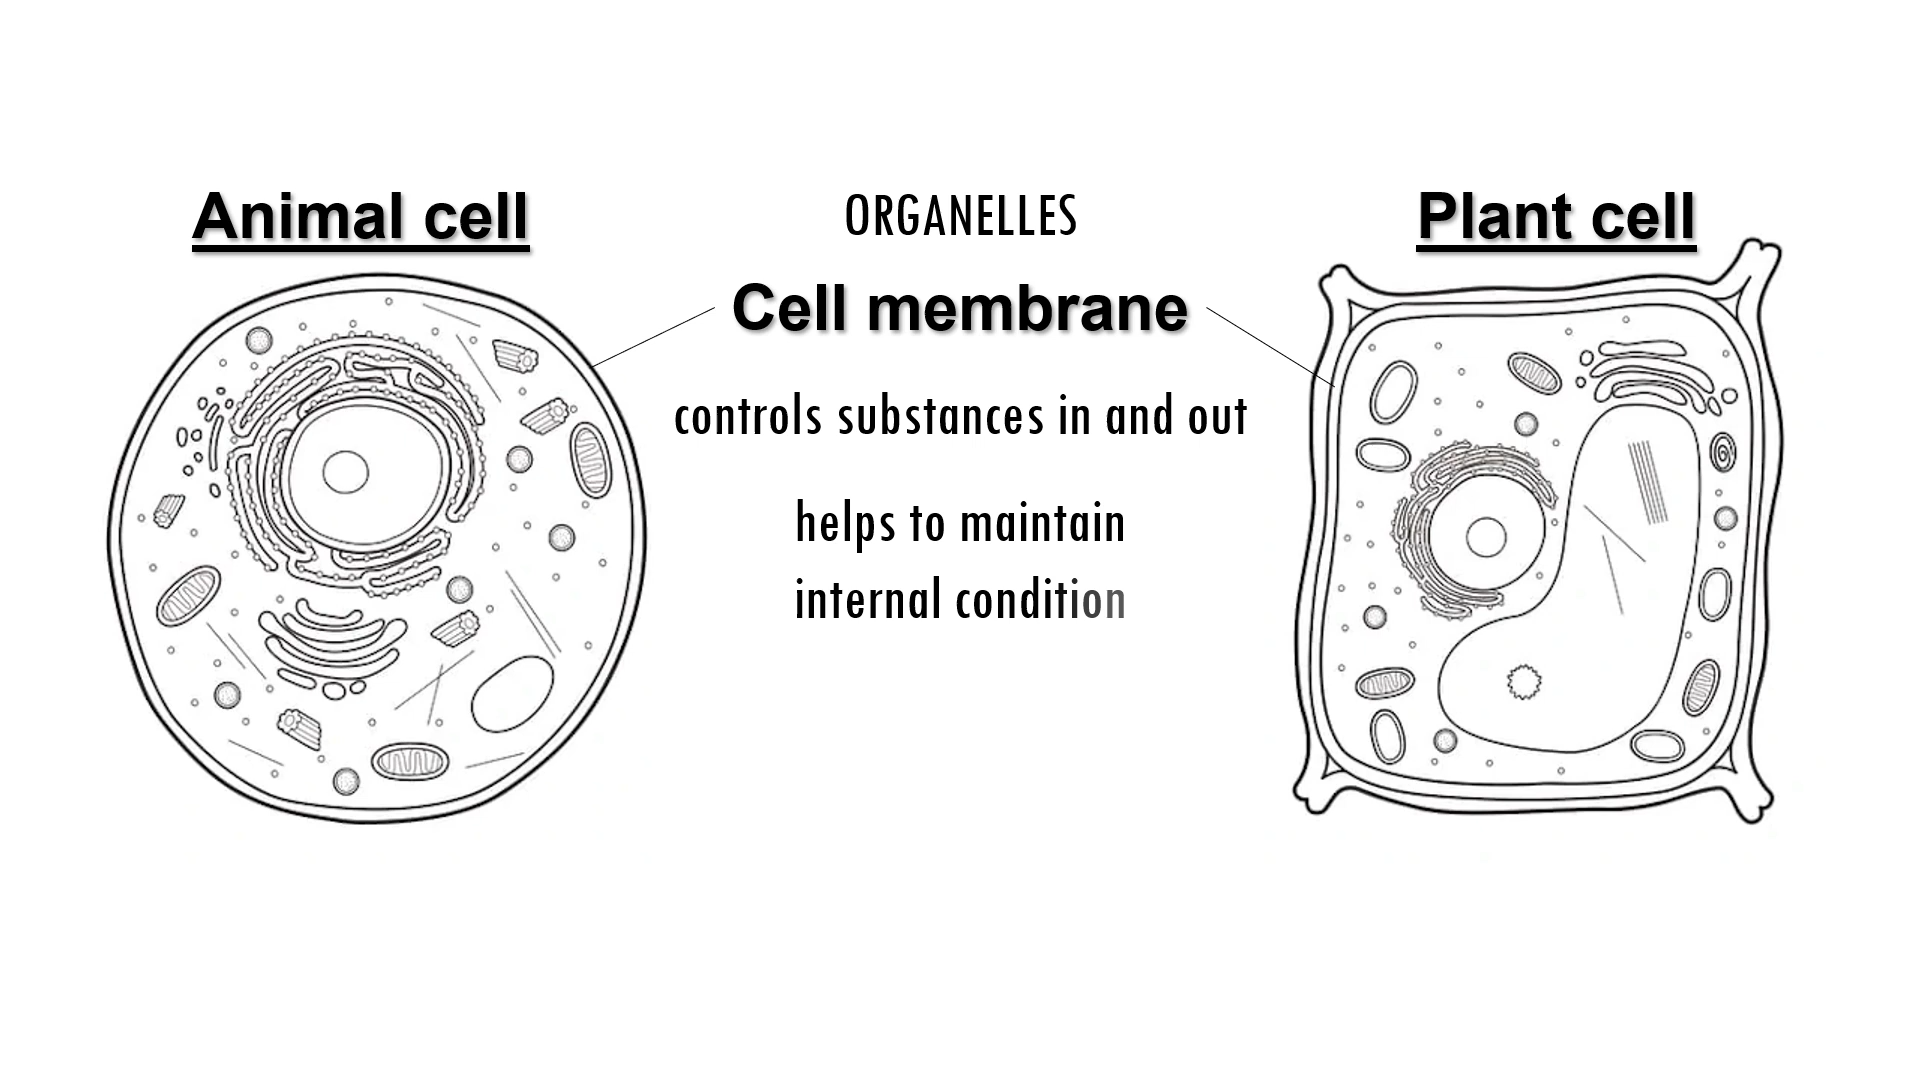 Animal cell
ORGANELLES
Plant cell
Cell membrane
controls substances in and out
helps to maintain
internal condition